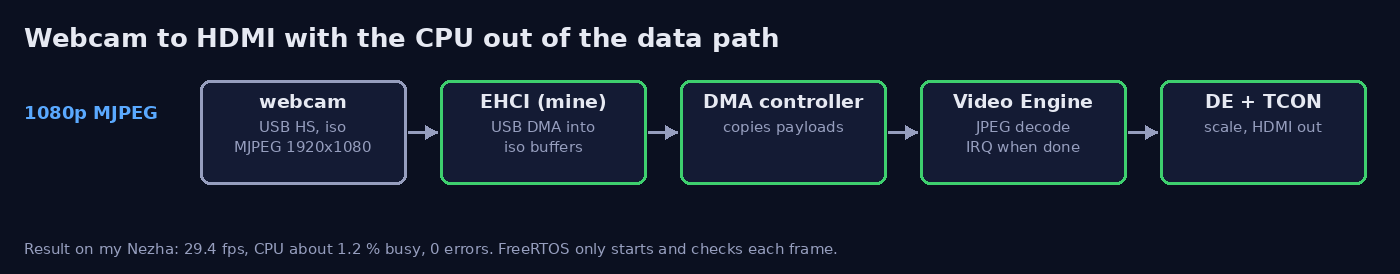 Webcam to HDMI with the CPU out of the data path
1080p MJPEG
webcam
USB HS, iso
MJPEG 1920x1080
EHCI (mine)
USB DMA into
iso buffers
DMA controller
copies payloads
Video Engine
JPEG decode
IRQ when done
DE + TCON
scale, HDMI out
Result on my Nezha: 29.4 fps, CPU about 1.2 % busy, 0 errors. FreeRTOS only starts and checks each frame.